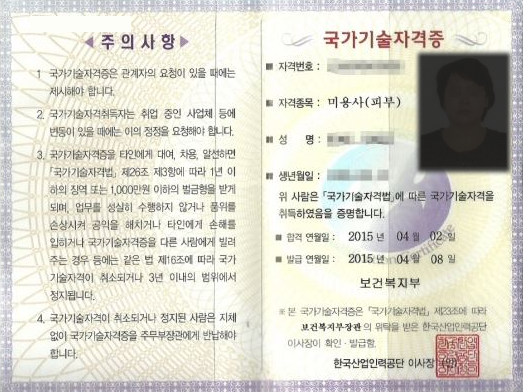 주의사항
1. 국가기술자격증은 관계자의 요청이 있을 때에는
제시해야 합니다.
2. 국가기술자격취득자는 취업 중인 사업체 등에
변동이 있을 때에는 이의 정정을 요청해야 합니다.
3. 국가기술자격증을 타인에게 대여, 차용, 알선하면
「국가기술자격법」 제26조 제3항에 따라 1년 이
하의 징역 또는 1,000만원 이하의 벌금형을 받게
되며, 업무를 성실히 수행하지 않거나 품위를
손상시켜 공익을 해치거나 타인에게 손해를
입히거나 국가기술자격증을 다른 사람에게 빌려
주는 경우 등에는 같은 법 제16조에 따라 국가
기술자격이 취소되거나 3년 이내의 범위에서
정지됩니다.
4. 국가기술자격이 취소되거나 정지된 사람은 지체
없이 국가기술자격증을 주무부장관에게 반납해야
합니다.
국가기술자격증
자격번호 :
자격종목 : 미용사(피부)
성 명 :
생년월일 :
위 사람은「국가기술자격법」에 따른 국가기술자격을
취득하였음을 증명합니다.
합격 연월일 : 2015 년 04 월 02 일
발급 연월일 : 2015 년 04 월 08 일
보건복지부
※ 본 국가기술자격증은「국가기술자격법」제23조에 따라
보건복지부장관 의 위탁을 받은 한국산업인력공단
이사장이 확인·발급함.
한국산업인력공단 이사장 (인)